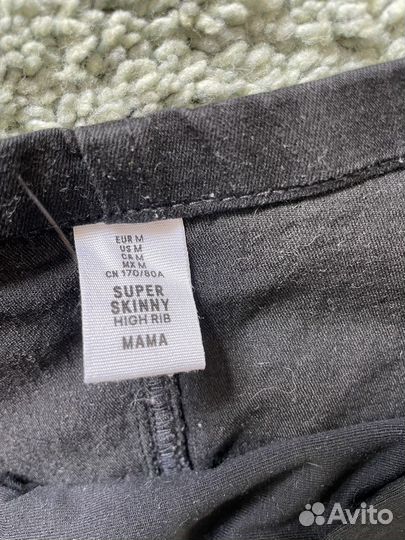 EUR M
US M
CA M
MX M
CN 170/80A
SUPER
SKINNY
HIGH RIB
MAMA
Avito